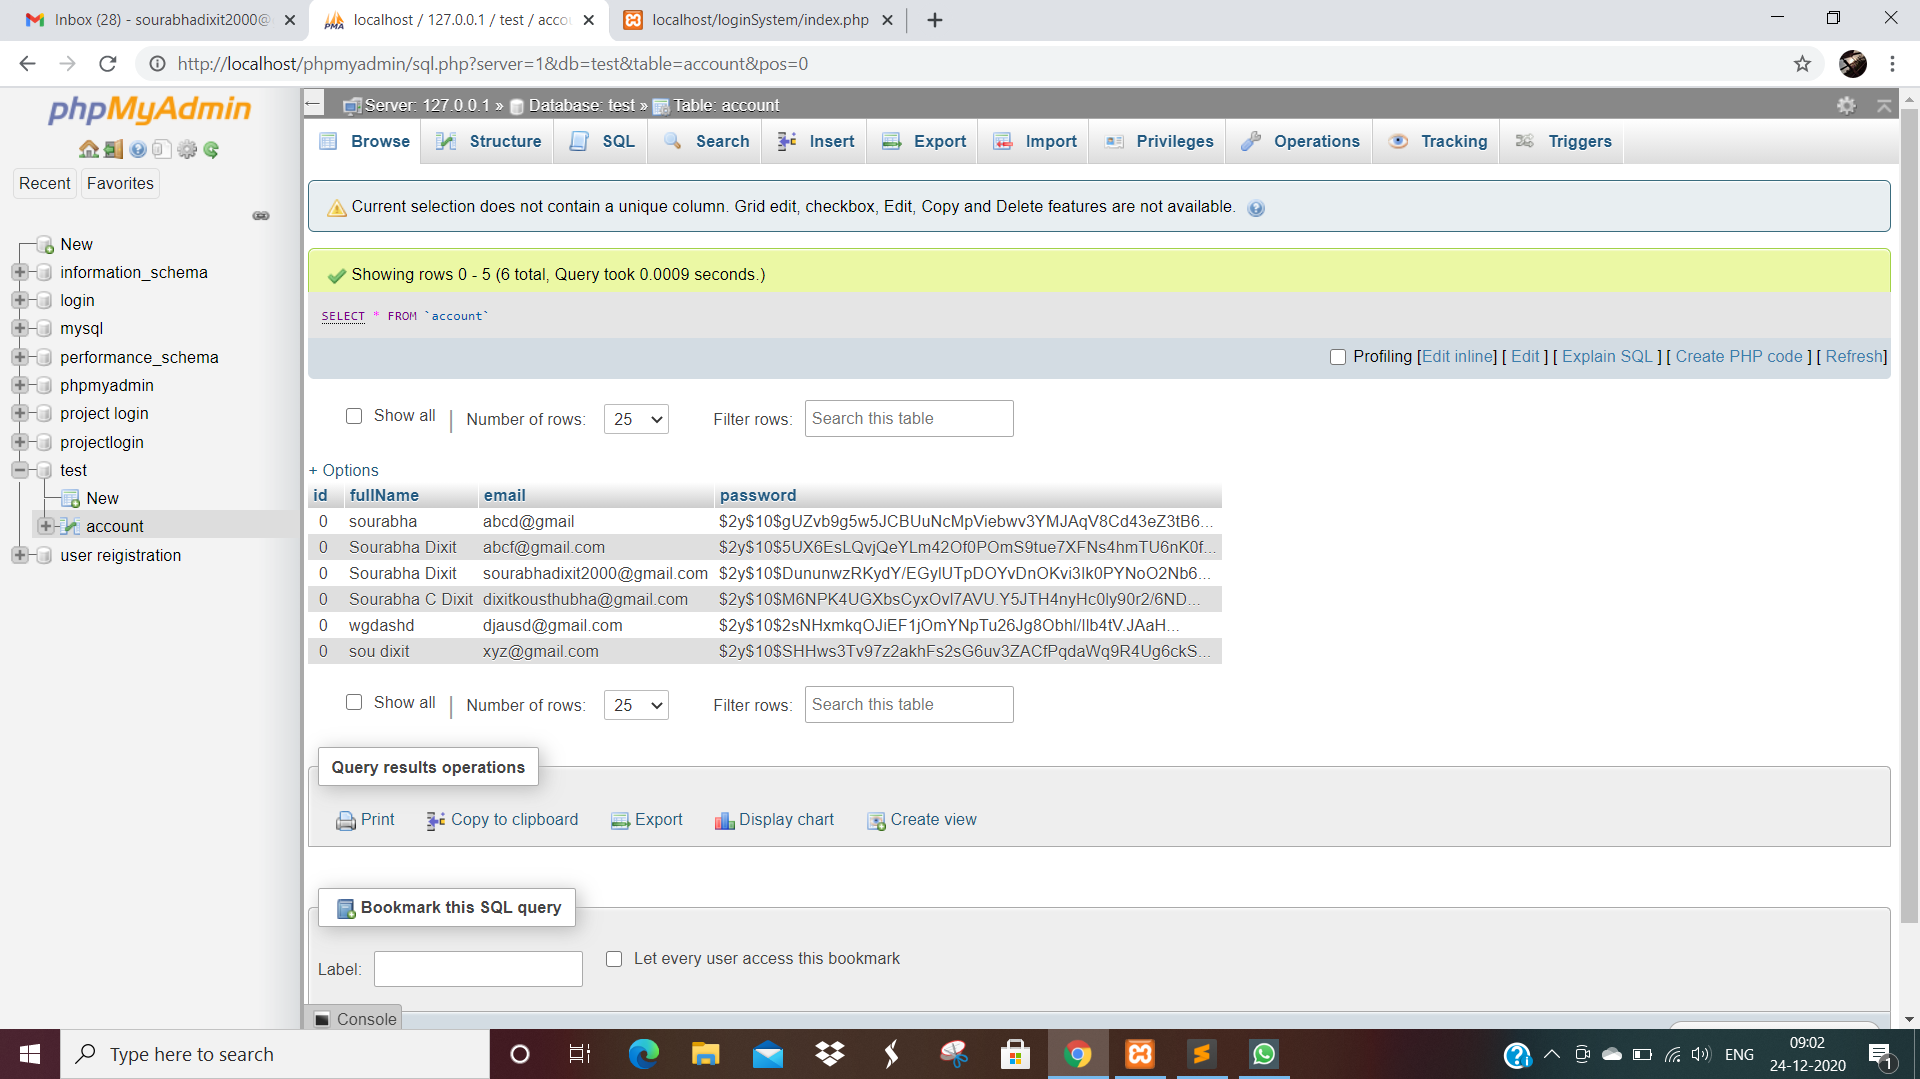 Inbox (28) - sourabhadixit2000@
localhost / 127.0.0.1 / test / accou
localhost/loginSystem/index.php
http://localhost/phpmyadmin/sql.php?server=1&db=test&table=account&pos=0
phpMyAdmin
Recent
Favorites
New
information_schema
login
mysql
performance_schema
phpmyadmin
project login
projectlogin
test
New
account
user reigistration
Server: 127.0.0.1 » Database: test » Table: account
Browse
Structure
SQL
Search
Insert
Export
Import
Privileges
Operations
Tracking
Triggers
Current selection does not contain a unique column. Grid edit, checkbox, Edit, Copy and Delete features are not available.
Showing rows 0 - 5 (6 total, Query took 0.0009 seconds.)
SELECT * FROM `account`
Profiling [Edit inline] [ Edit ] [ Explain SQL ] [ Create PHP code ] [ Refresh]
Show all | Number of rows: 25 Filter rows: Search this table
+ Options
id fullName email password
0 sourabha abcd@gmail $2y$10$gUZvb9g5w5JCBUuNcMpViebwv3YMJAqV8Cd43eZ3tB6...
0 Sourabha Dixit abcf@gmail.com $2y$10$5UX6EsLQvjQeYLm42Of0POmS9tue7XFNs4hmTU6nK0f...
0 Sourabha Dixit sourabhadixit2000@gmail.com $2y$10$DununwzRKydY/EGylUTpDOYvDnOKvi3Ik0PYNoO2Nb6...
0 Sourabha C Dixit dixitkousthubha@gmail.com $2y$10$M6NPK4UGXbsCyxOvl7AVU.Y5JTH4nyHc0ly90r2/6ND...
0 wgdashd djausd@gmail.com $2y$10$2sNHxmkqOJiEF1jOmYNpTu26Jg8Obhl/Ilb4tV.JAaH...
0 sou dixit xyz@gmail.com $2y$10$SHHws3Tv97z2akhFs2sG6uv3ZACfPqdaWq9R4Ug6ckS...
Show all | Number of rows: 25 Filter rows: Search this table
Query results operations
Print
Copy to clipboard
Export
Display chart
Create view
Bookmark this SQL query
Label:
Let every user access this bookmark
Console
Type here to search
ENG
09:02
24-12-2020
1